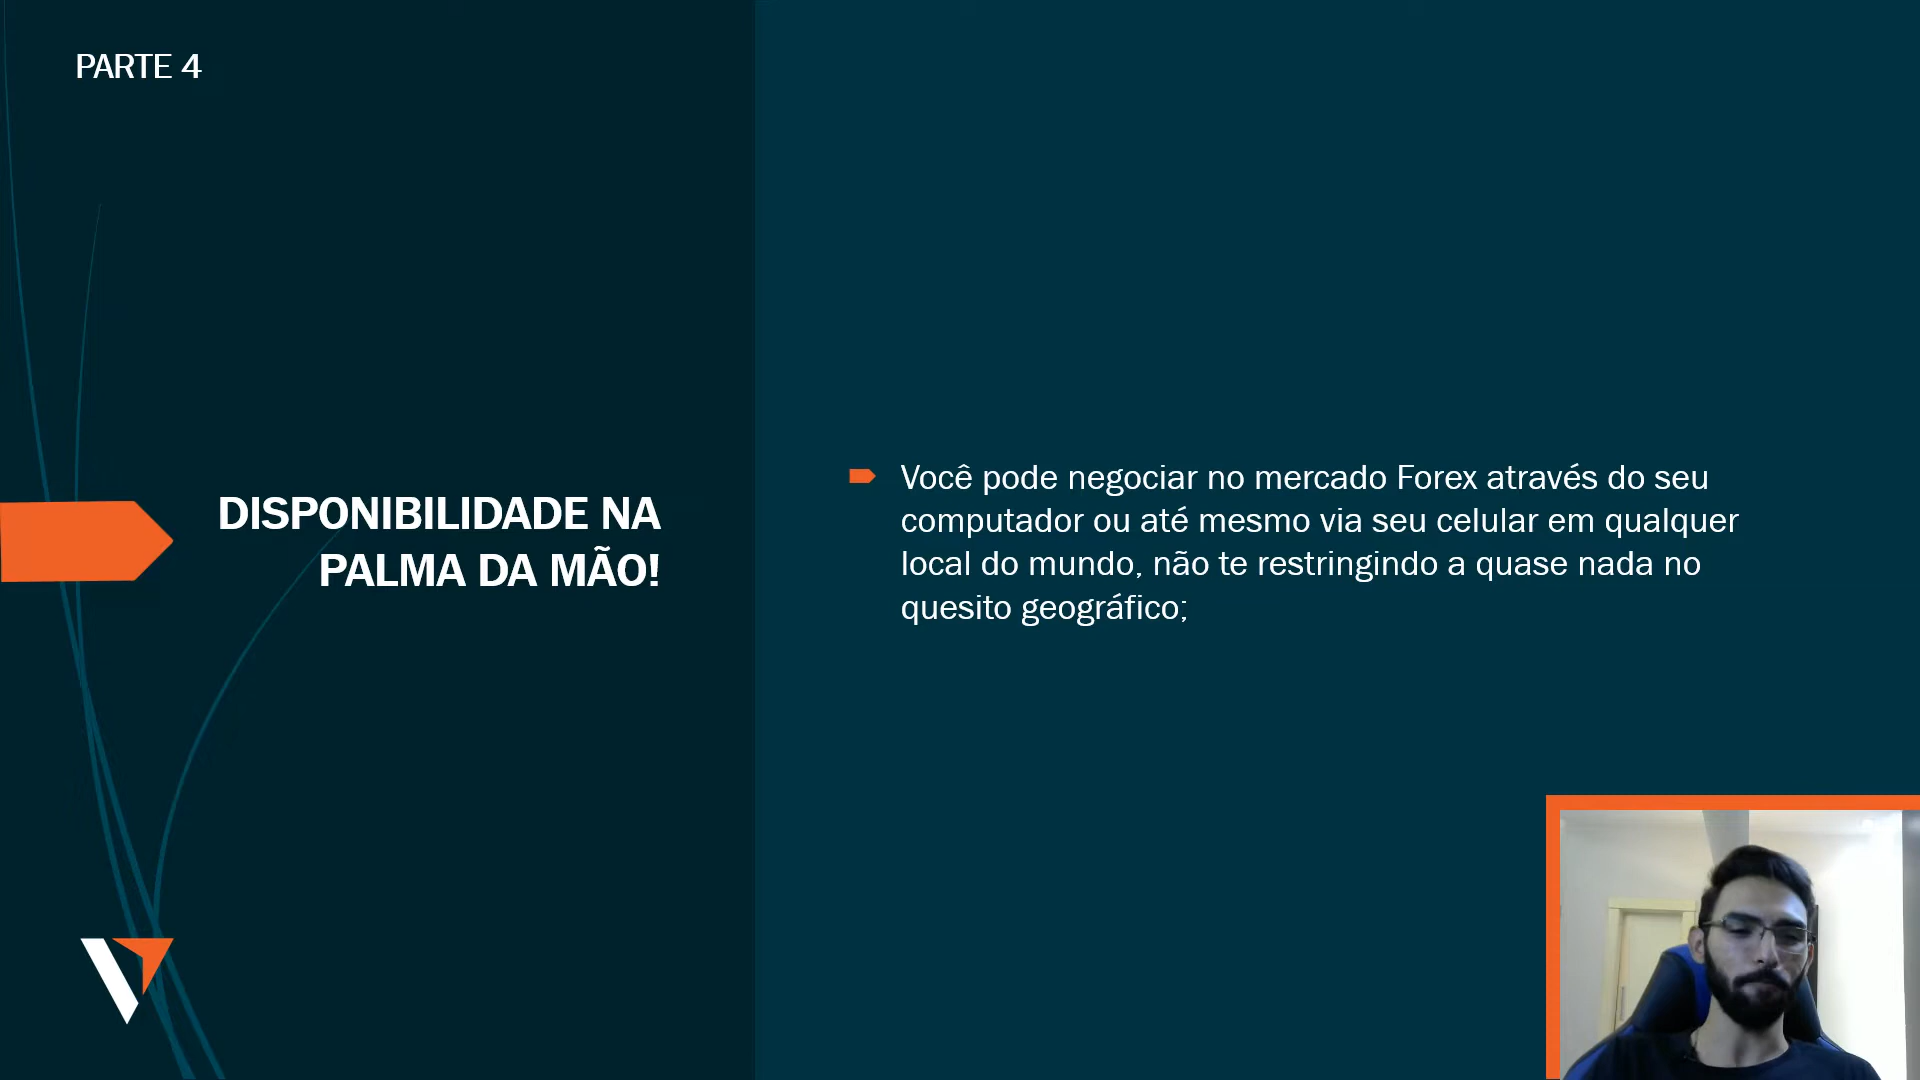 PARTE 4
DISPONIBILIDADE NA
PALMA DA MÃO!
Você pode negociar no mercado Forex através do seu
computador ou até mesmo via seu celular em qualquer
local do mundo, não te restringindo a quase nada no
quesito geográfico;